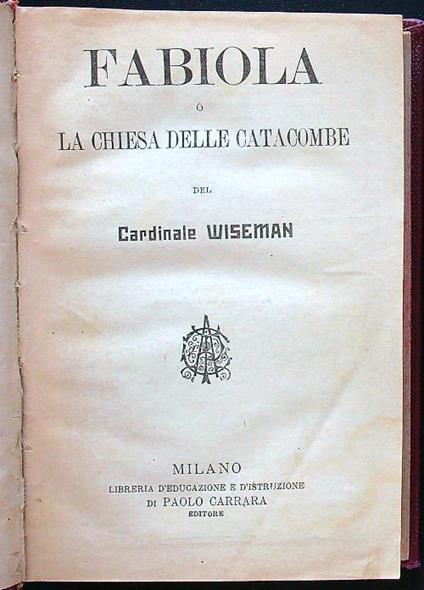 FABIOLA
O
LA CHIESA DELLE CATACOMBE
DEL
Cardinale WISEMAN
MILANO
LIBRERIA D'EDUCAZIONE E D'ISTRUZIONE
DI PAOLO CARRARA
EDITORE